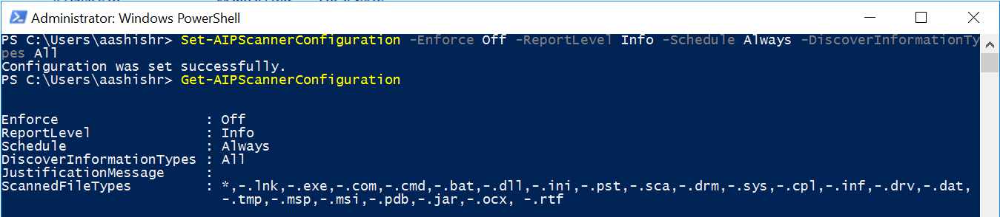 Administrator: Windows PowerShell
PS C:\Users\aashishr> Set-AIPScannerConfiguration -Enforce Off -ReportLevel Info -Schedule Always -DiscoverInformationTy
pes All
Configuration was set successfully.
PS C:\Users\aashishr> Get-AIPScannerConfiguration
Enforce : Off
ReportLevel : Info
Schedule : Always
DiscoverInformationTypes : All
JustificationMessage :
ScannedFileTypes : *,-.lnk,-.exe,-.com,-.cmd,-.bat,-.dll,-.ini,-.pst,-.sca,-.drm,-.sys,-.cpl,-.inf,-.drv,-.dat,
-.tmp,-.msp,-.msi,-.pdb,-.jar,-.ocx, -.rtf